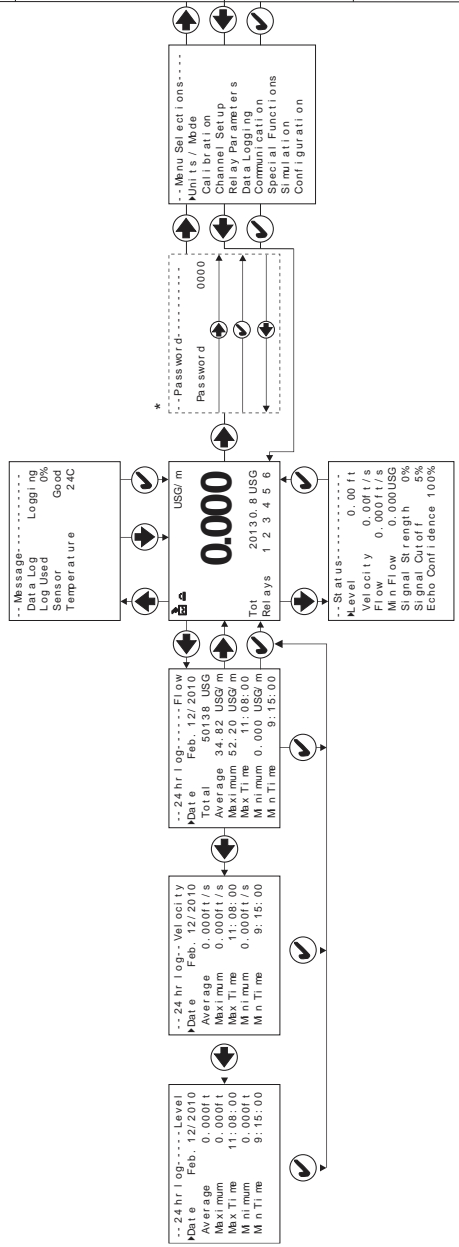 --24 hr log-----Level
Date Feb. 12/2010
Average 0.000ft
Maximum 0.000ft
Max Time 11:08:00
Minimum 0.000ft
Min Time 9:15:00
--24 hr log--Velocity
Date Feb. 12/2010
Average 0.000ft/s
Maximum 0.000ft/s
Max Time 11:08:00
Minimum 0.000ft/s
Min Time 9:15:00
--24 hr log------Flow
Date Feb. 12/2010
Total 50138 USG
Average 34.82 USG/m
Maximum 52.20 USG/m
Max Time 11:08:00
Minimum 0.000 USG/m
Min Time 9:15:00
--Message-----------
Data Log Logging
Log Used 0%
Sensor Good
Temperature 24C
USG/m
0.000
Tot 20130.8 USG
Relays 1 2 3 4 5 6
--Status------------
Level 0.00 ft
Velocity 0.00ft/s
Flow 0.000ft/s
Min Flow 0.000USG
Signal Strength 0%
Signal Cutoff 5%
Echo Confidence 100%
*
--Password----------
Password 0000
--Menu Selections----
Units / Mode
Calibration
Channel Setup
Relay Parameters
Data Logging
Communication
Special Functions
Simulation
Configuration